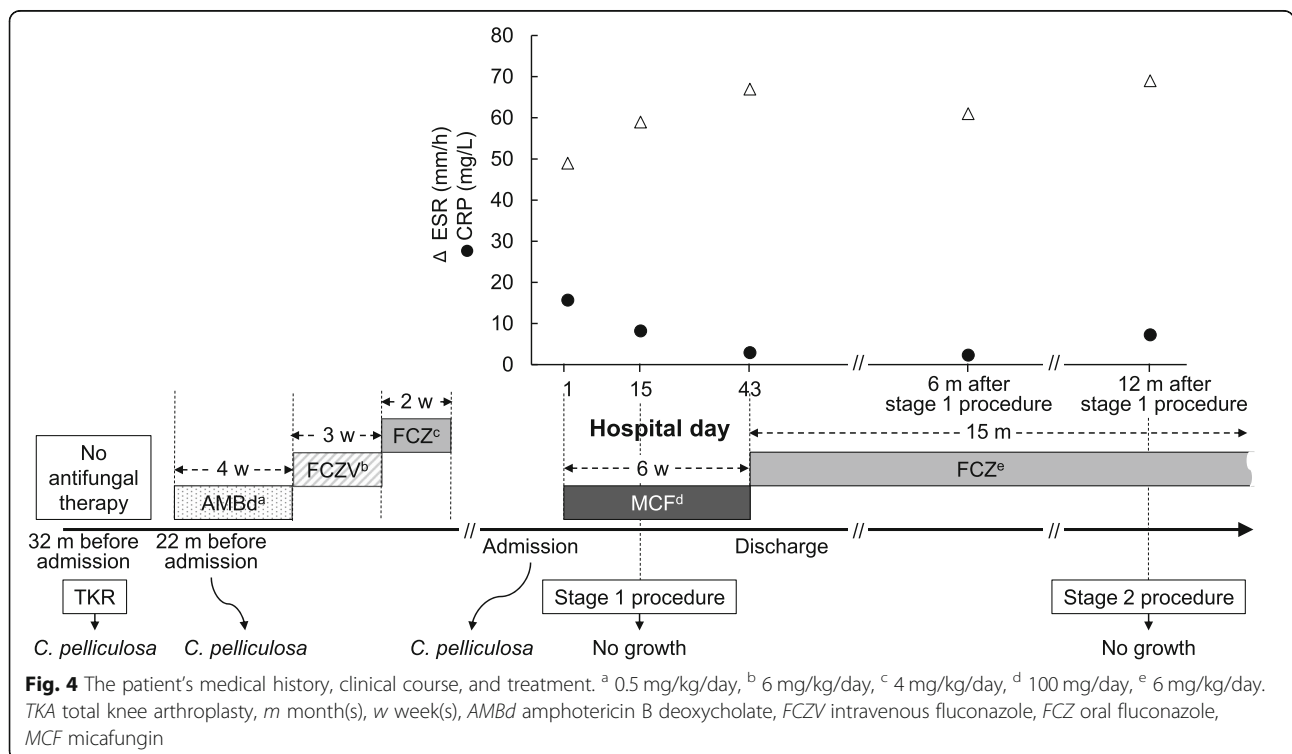 80
70
60
50
40
30
20
10
0
△ ESR (mm/h)
● CRP (mg/L)
1 15 43 // 6 m after // 12 m after
stage 1 procedure stage 1 procedure
Hospital day
2 w
3 w
4 w
6 w
15 m
No
antifungal
therapy
AMBdᵃ
FCZVᵇ
FCZᶜ
MCFᵈ
FCZᵉ
// // //
32 m before
admission
22 m before
admission
Admission
Discharge
TKR
Stage 1 procedure
Stage 2 procedure
C. pelliculosa
C. pelliculosa
C. pelliculosa
No growth
No growth
Fig. 4 The patient's medical history, clinical course, and treatment. ᵃ 0.5 mg/kg/day, ᵇ 6 mg/kg/day, ᶜ 4 mg/kg/day, ᵈ 100 mg/day, ᵉ 6 mg/kg/day.
TKA total knee arthroplasty, m month(s), w week(s), AMBd amphotericin B deoxycholate, FCZV intravenous fluconazole, FCZ oral fluconazole,
MCF micafungin